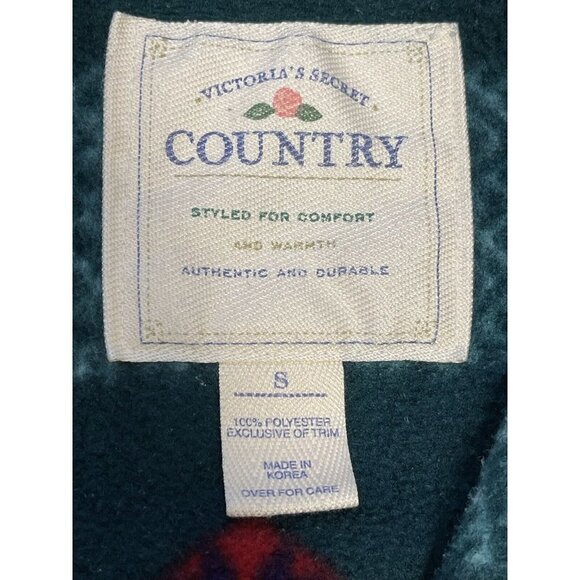 VICTORIA'S SECRET
COUNTRY
STYLED FOR COMFORT
AND WARMTH
AUTHENTIC AND DURABLE
S
100% POLYESTER
EXCLUSIVE OF TRIM
MADE IN
KOREA
OVER FOR CARE